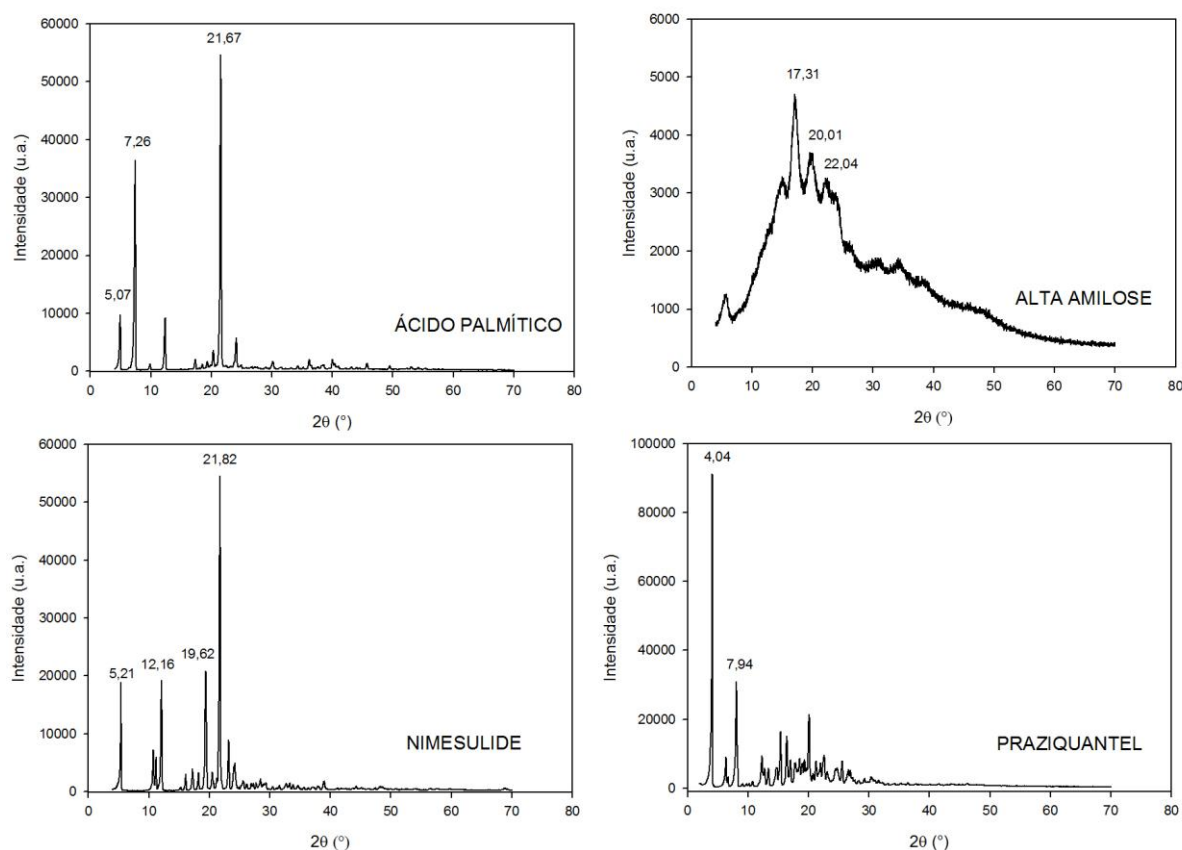 60000
50000
40000
30000
20000
10000
0
Intensidade (u.a.)
21,67
7,26
5,07
ÁCIDO PALMÍTICO
0 10 20 30 40 50 60 70 80
2θ (°)
6000
5000
4000
3000
2000
1000
0
Intensidade (u.a.)
17,31
20,01
22,04
ALTA AMILOSE
0 10 20 30 40 50 60 70 80
2θ (°)
60000
50000
40000
30000
20000
10000
0
Intensidade (u.a.)
21,82
19,62
12,16
5,21
NIMESULIDE
0 10 20 30 40 50 60 70 80
2θ (°)
100000
80000
60000
40000
20000
0
Intensidade (u.a.)
4,04
7,94
PRAZIQUANTEL
0 10 20 30 40 50 60 70 80
2θ (°)